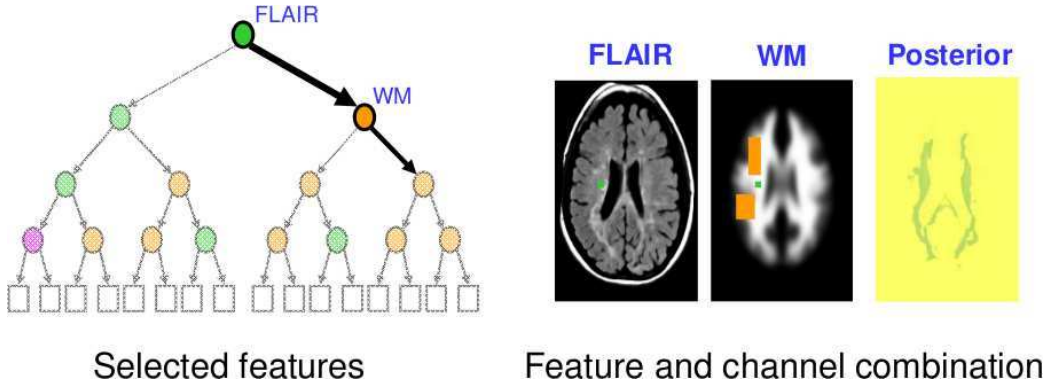 FLAIR
WM
FLAIR WM Posterior
Selected features
Feature and channel combination